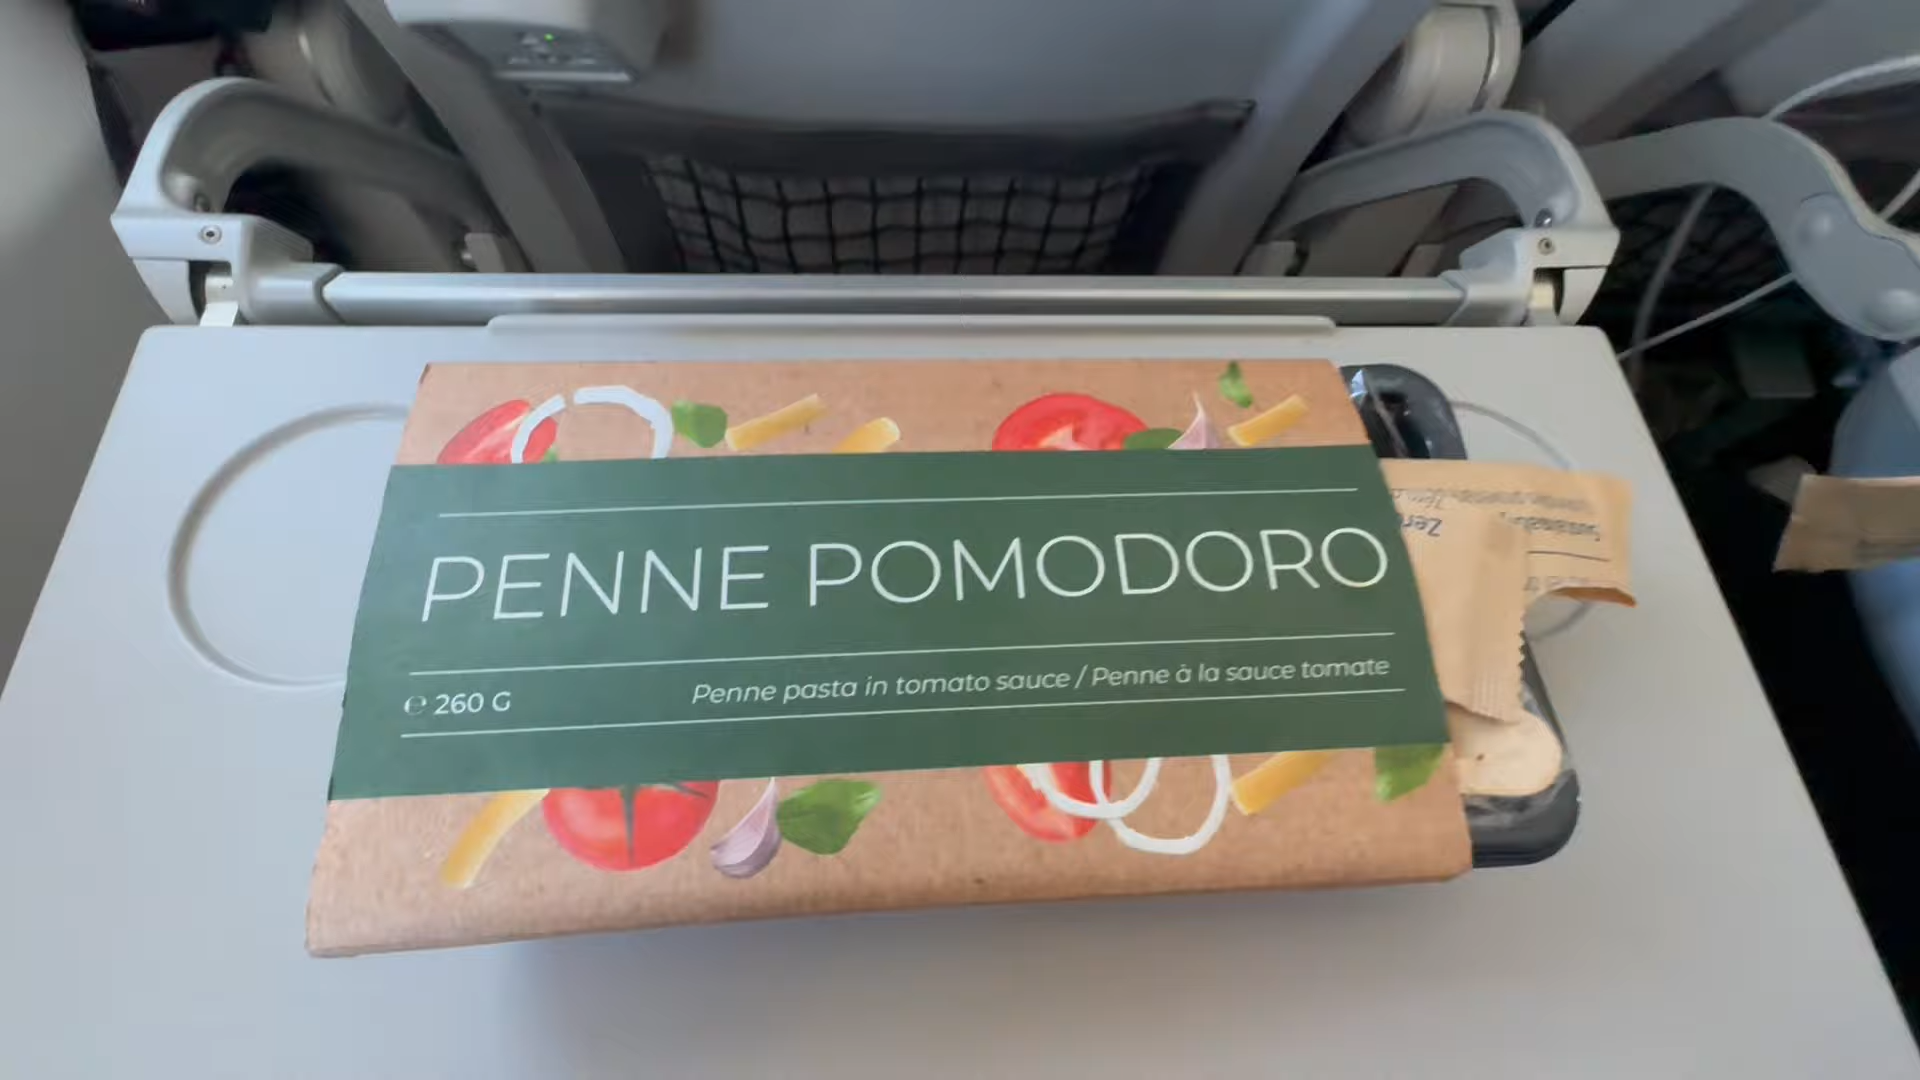 PENNE POMODORO
℮ 260 G
Penne pasta in tomato sauce / Penne à la sauce tomate